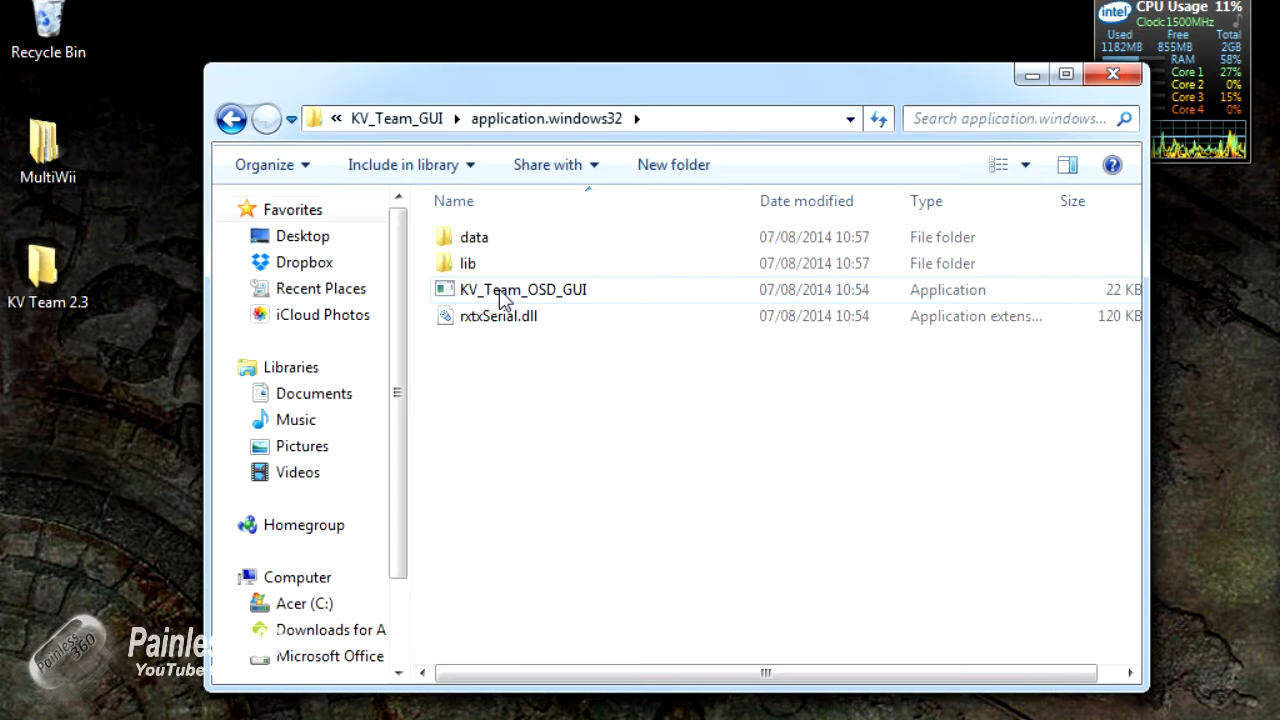 Recycle Bin
MultiWii
KV Team 2.3
intel CPU Usage 11%
Clock:1500MHz
Used Free Total
1182MB 855MB 2GB
RAM 58%
Core 1 27%
Core 2 0%
Core 3 15%
Core 4 0%
« KV_Team_GUI application.windows32
Search application.windows...
Organize Include in library Share with New folder
Favorites
Desktop
Dropbox
Recent Places
iCloud Photos
Libraries
Documents
Music
Pictures
Videos
Homegroup
Computer
Acer (C:)
Downloads for A
Microsoft Office
Name Date modified Type Size
data 07/08/2014 10:57 File folder
lib 07/08/2014 10:57 File folder
KV_Team_OSD_GUI 07/08/2014 10:54 Application 22 KB
rxtxSerial.dll 07/08/2014 10:54 Application extens... 120 KB
Painless360
Painle
YouTube